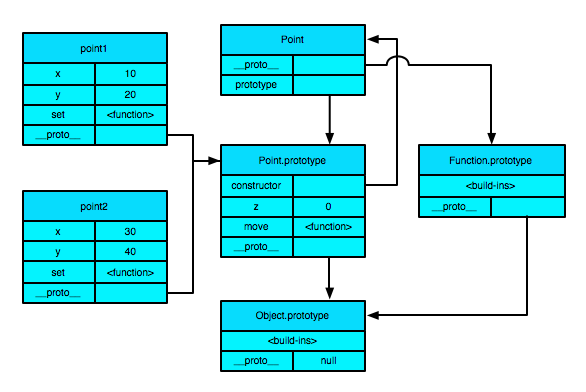 point1
x 10
y 20
set <function>
__proto__
point2
x 30
y 40
set <function>
__proto__
Point
__proto__
prototype
Point.prototype
constructor
z 0
move <function>
__proto__
Function.prototype
<build-ins>
__proto__
Object.prototype
<build-ins>
__proto__ null